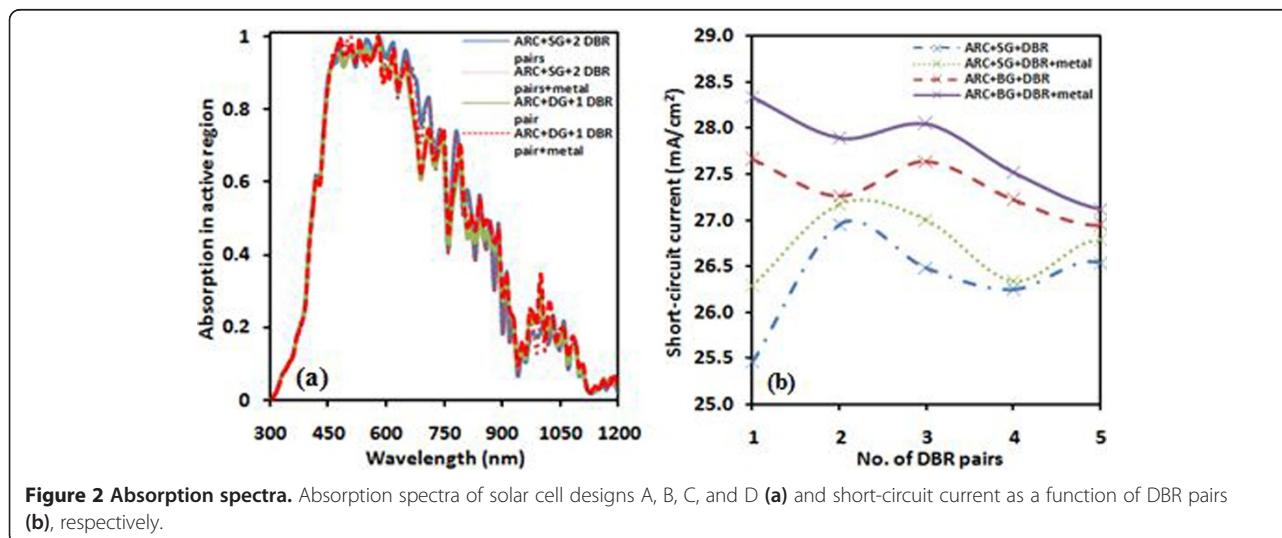 1
0.8
0.6
0.4
0.2
0
Absorption in active region
ARC+SG+2 DBR
pairs
ARC+SG+2 DBR
pairs+metal
ARC+DG+1 DBR
pair
ARC+DG+1 DBR
pair+metal
(a)
300 450 600 750 900 1050 1200
Wavelength (nm)
29.0
28.5
28.0
27.5
27.0
26.5
26.0
25.5
25.0
Short-circuit current (mA/cm²)
ARC+SG+DBR
ARC+SG+DBR+metal
ARC+BG+DBR
ARC+BG+DBR+metal
(b)
1 2 3 4 5
No. of DBR pairs
Figure 2 Absorption spectra. Absorption spectra of solar cell designs A, B, C, and D (a) and short-circuit current as a function of DBR pairs
(b), respectively.